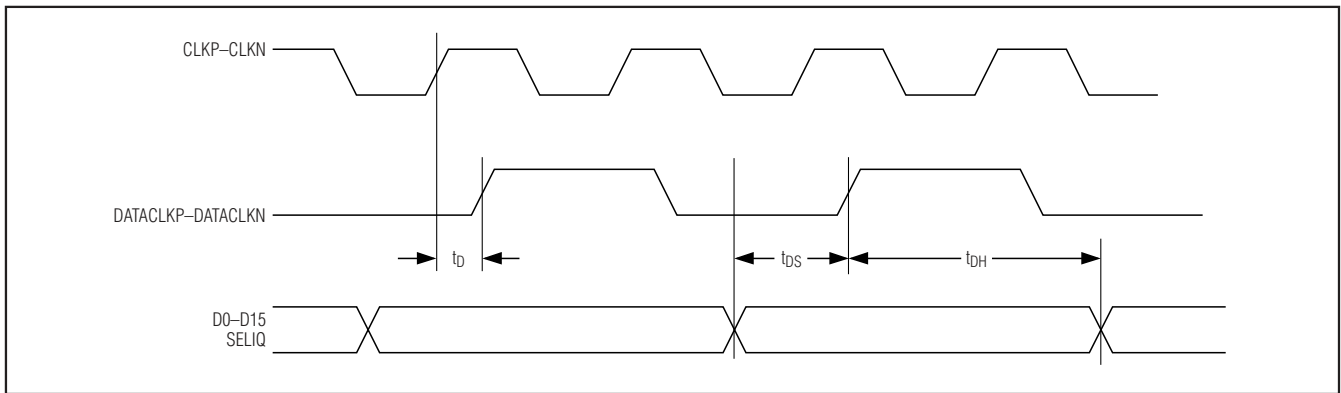 CLKP–CLKN
DATACLKP–DATACLKN
tD
tDS
tDH
D0–D15
SELIQ